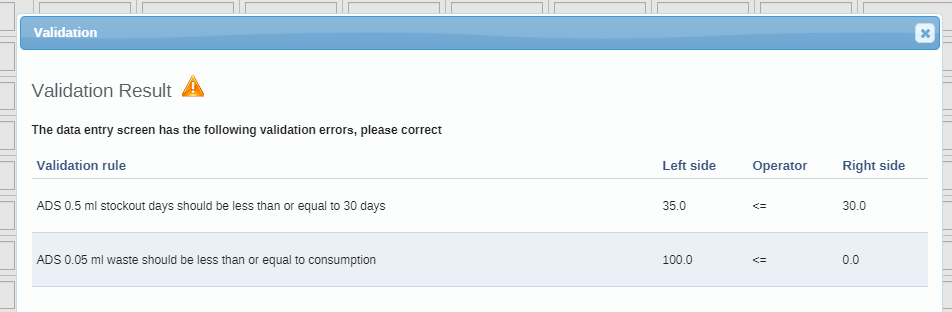 Validation
Validation Result
The data entry screen has the following validation errors, please correct
Validation rule Left side Operator Right side
ADS 0.5 ml stockout days should be less than or equal to 30 days 35.0 <= 30.0
ADS 0.05 ml waste should be less than or equal to consumption 100.0 <= 0.0